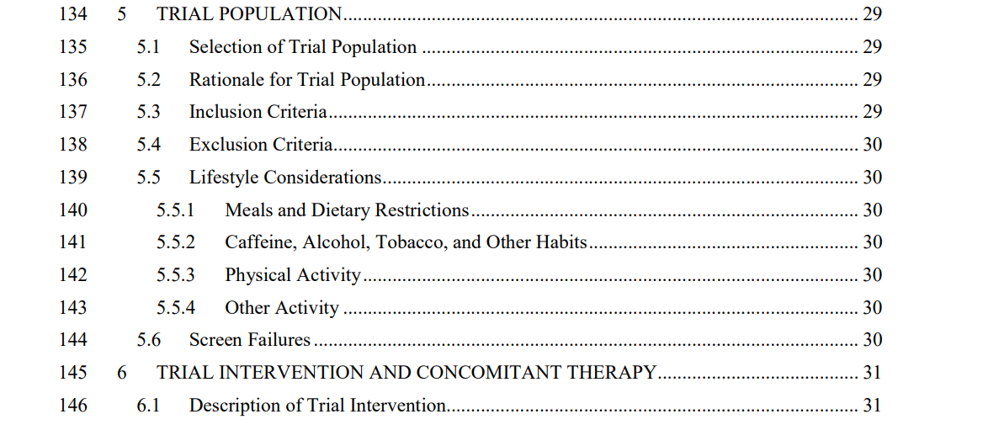 134 5 TRIAL POPULATION.......................................................................................................... 29
135 5.1 Selection of Trial Population ......................................................................................... 29
136 5.2 Rationale for Trial Population........................................................................................ 29
137 5.3 Inclusion Criteria............................................................................................................ 29
138 5.4 Exclusion Criteria........................................................................................................... 30
139 5.5 Lifestyle Considerations................................................................................................. 30
140 5.5.1 Meals and Dietary Restrictions............................................................................... 30
141 5.5.2 Caffeine, Alcohol, Tobacco, and Other Habits....................................................... 30
142 5.5.3 Physical Activity..................................................................................................... 30
143 5.5.4 Other Activity ......................................................................................................... 30
144 5.6 Screen Failures............................................................................................................... 30
145 6 TRIAL INTERVENTION AND CONCOMITANT THERAPY......................................... 31
146 6.1 Description of Trial Intervention.................................................................................... 31